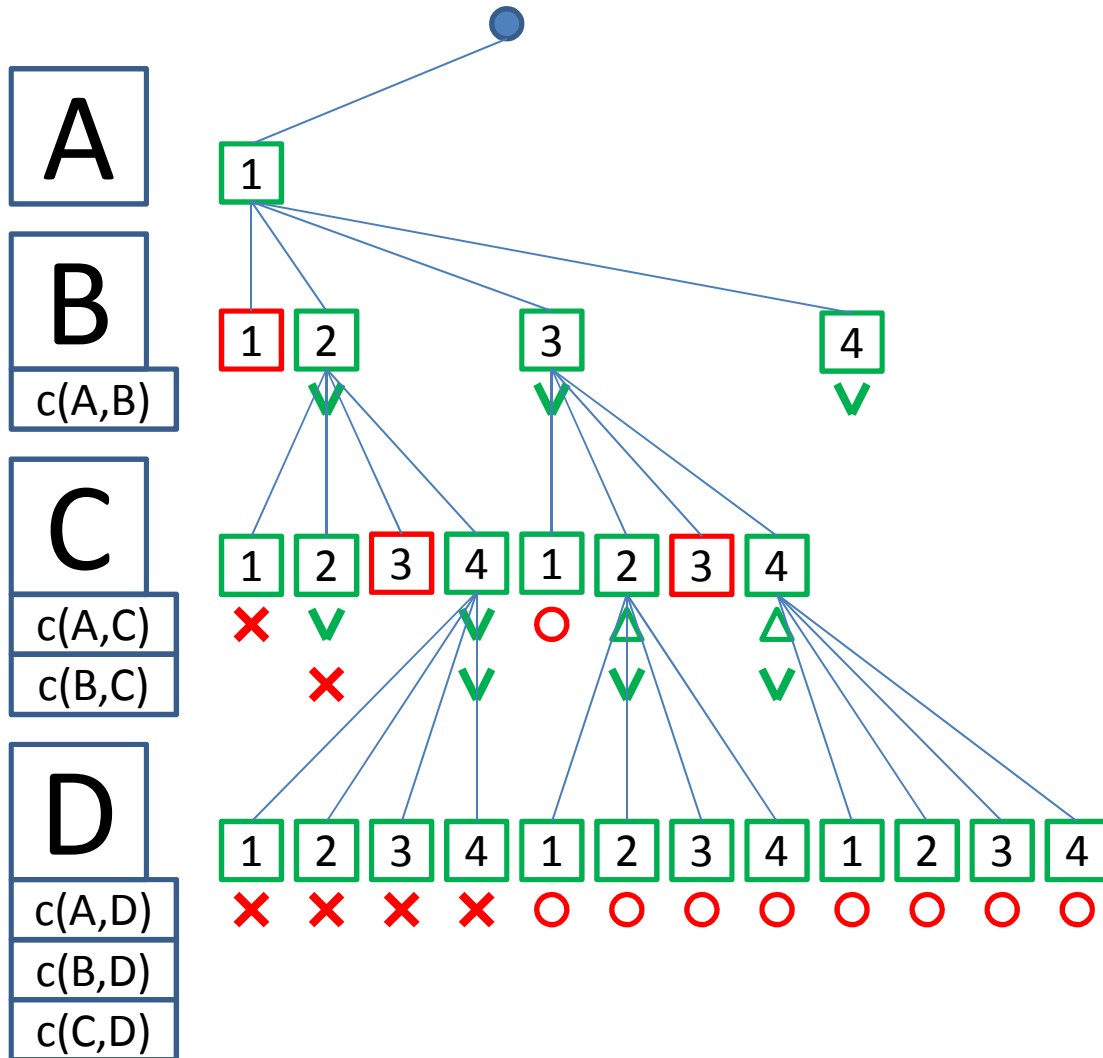 A
1
B
1 2 3 4
c(A,B)
C
1 2 3 4 1 2 3 4
c(A,C)
c(B,C)
D
1 2 3 4 1 2 3 4 1 2 3 4
c(A,D)
c(B,D)
c(C,D)